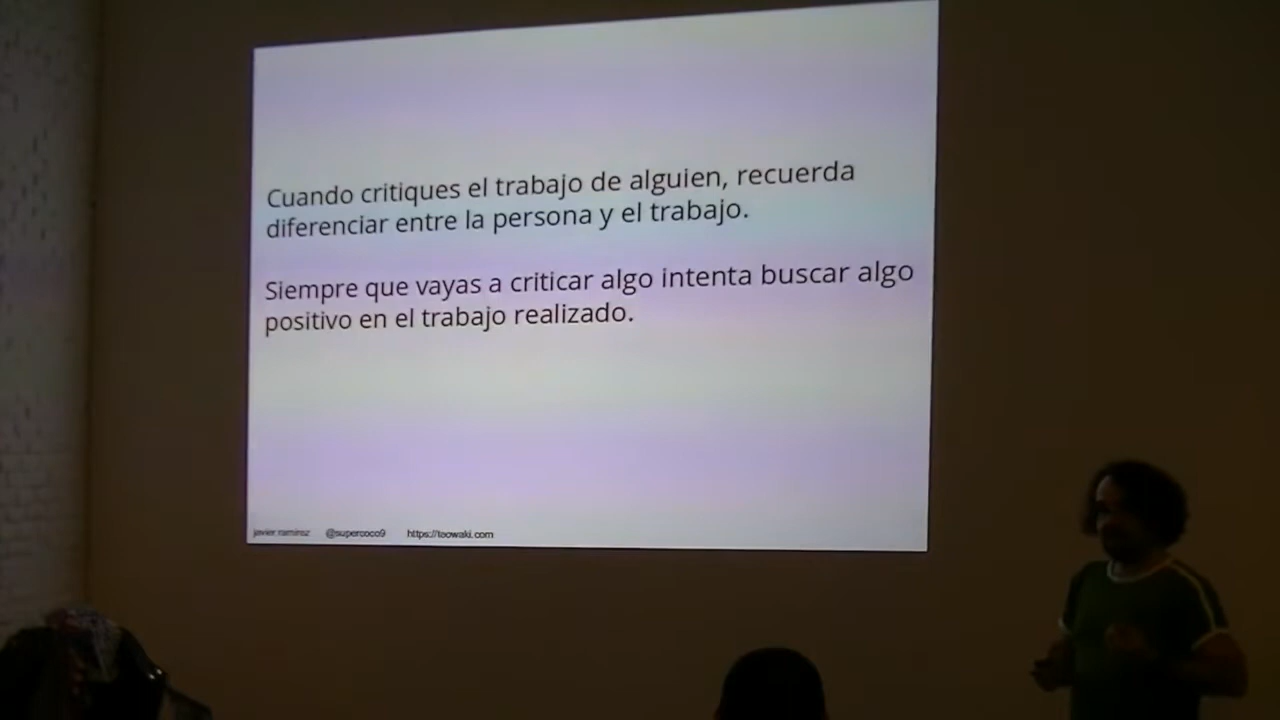 Cuando critiques el trabajo de alguien, recuerda
diferenciar entre la persona y el trabajo.
Siempre que vayas a criticar algo intenta buscar algo
positivo en el trabajo realizado.
javier ramirez @supercoco9 https://teowaki.com